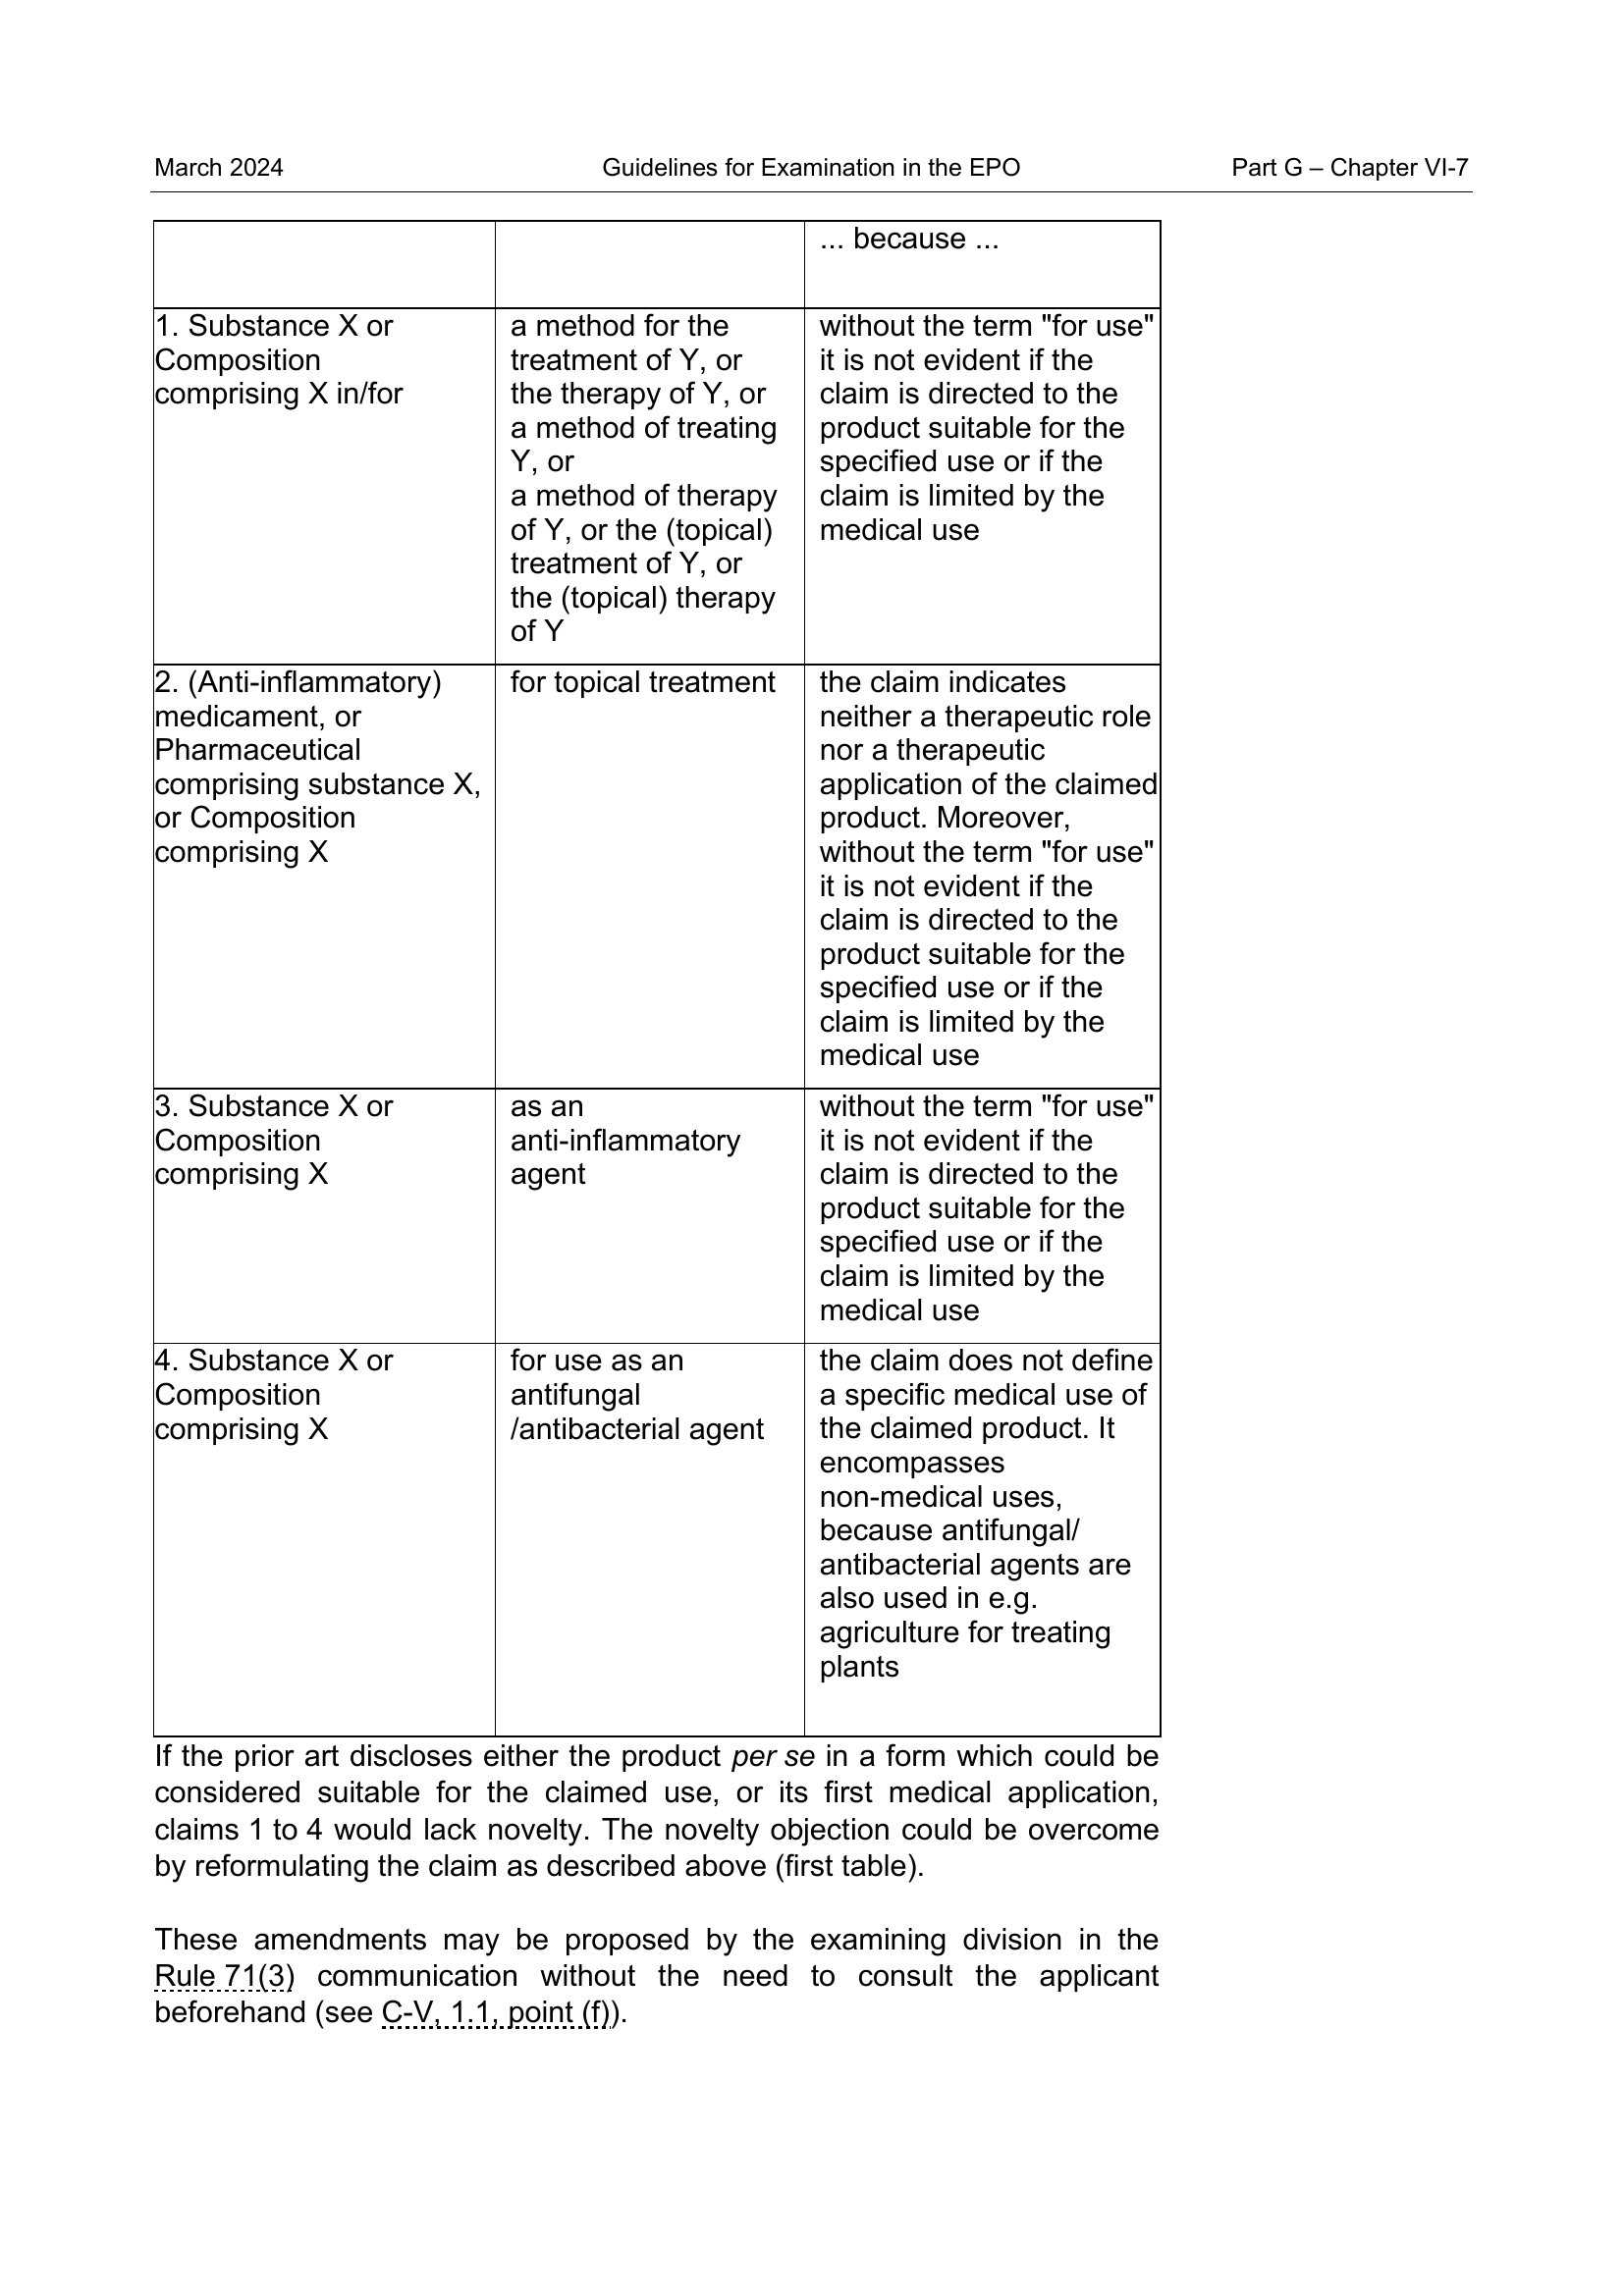 March 2024 Guidelines for Examination in the EPO Part G – Chapter VI-7
... because ...
1. Substance X or
Composition
comprising X in/for
a method for the
treatment of Y, or
the therapy of Y, or
a method of treating
Y, or
a method of therapy
of Y, or the (topical)
treatment of Y, or
the (topical) therapy
of Y
without the term "for use"
it is not evident if the
claim is directed to the
product suitable for the
specified use or if the
claim is limited by the
medical use
2. (Anti-inflammatory)
medicament, or
Pharmaceutical
comprising substance X,
or Composition
comprising X
for topical treatment
the claim indicates
neither a therapeutic role
nor a therapeutic
application of the claimed
product. Moreover,
without the term "for use"
it is not evident if the
claim is directed to the
product suitable for the
specified use or if the
claim is limited by the
medical use
3. Substance X or
Composition
comprising X
as an
anti-inflammatory
agent
without the term "for use"
it is not evident if the
claim is directed to the
product suitable for the
specified use or if the
claim is limited by the
medical use
4. Substance X or
Composition
comprising X
for use as an
antifungal
/antibacterial agent
the claim does not define
a specific medical use of
the claimed product. It
encompasses
non-medical uses,
because antifungal/
antibacterial agents are
also used in e.g.
agriculture for treating
plants
If the prior art discloses either the product per se in a form which could be
considered suitable for the claimed use, or its first medical application,
claims 1 to 4 would lack novelty. The novelty objection could be overcome
by reformulating the claim as described above (first table).
These amendments may be proposed by the examining division in the
Rule 71(3) communication without the need to consult the applicant
beforehand (see C-V, 1.1, point (f)).